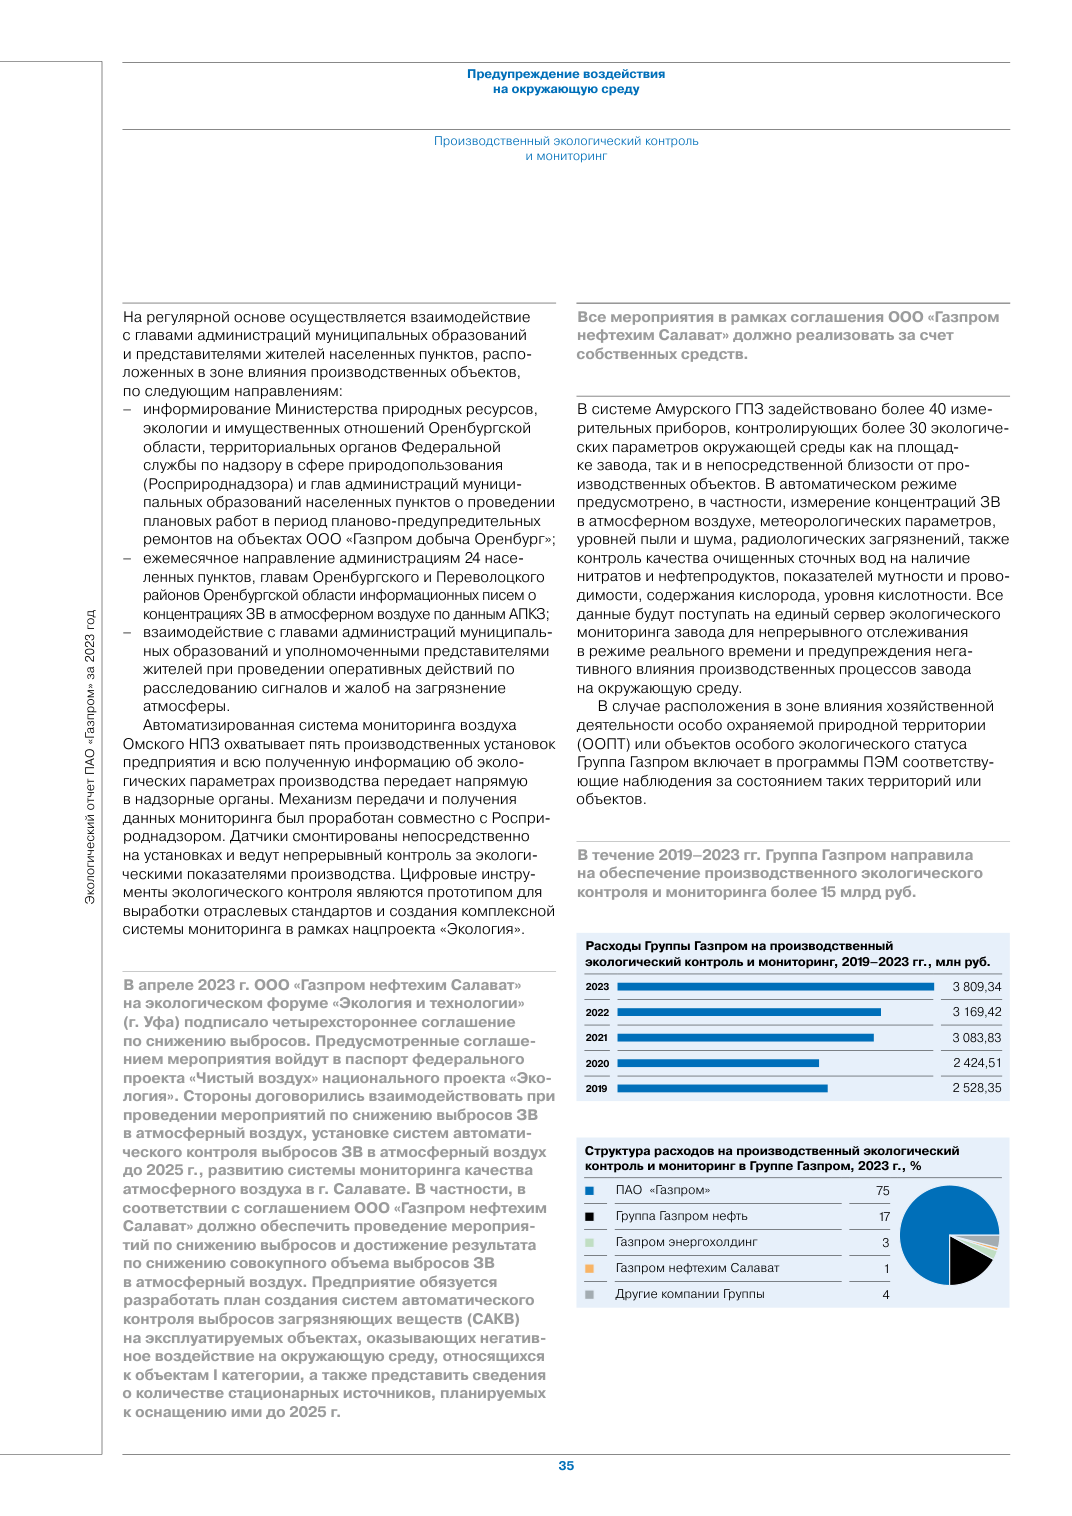 Предупреждение воздействия
на окружающую среду
Производственный экологический контроль
и мониторинг
Экологический отчет ПАО «Газпром» за 2023 год
На регулярной основе осуществляется взаимодействие
с главами администраций муниципальных образований
и представителями жителей населенных пунктов, распо-
ложенных в зоне влияния производственных объектов,
по следующим направлениям:
– информирование Министерства природных ресурсов,
экологии и имущественных отношений Оренбургской
области, территориальных органов Федеральной
службы по надзору в сфере природопользования
(Росприроднадзора) и глав администраций муници-
пальных образований населенных пунктов о проведении
плановых работ в период планово-предупредительных
ремонтов на объектах ООО «Газпром добыча Оренбург»;
– ежемесячное направление администрациям 24 насе-
ленных пунктов, главам Оренбургского и Переволоцкого
районов Оренбургской области информационных писем о
концентрациях ЗВ в атмосферном воздухе по данным АПКЗ;
– взаимодействие с главами администраций муниципаль-
ных образований и уполномоченными представителями
жителей при проведении оперативных действий по
расследованию сигналов и жалоб на загрязнение
атмосферы.
Автоматизированная система мониторинга воздуха
Омского НПЗ охватывает пять производственных установок
предприятия и всю полученную информацию об эколо-
гических параметрах производства передает напрямую
в надзорные органы. Механизм передачи и получения
данных мониторинга был проработан совместно с Роспри-
роднадзором. Датчики смонтированы непосредственно
на установках и ведут непрерывный контроль за экологи-
ческими показателями производства. Цифровые инстру-
менты экологического контроля являются прототипом для
выработки отраслевых стандартов и создания комплексной
системы мониторинга в рамках нацпроекта «Экология».
В апреле 2023 г. ООО «Газпром нефтехим Салават»
на экологическом форуме «Экология и технологии»
(г. Уфа) подписало четырехстороннее соглашение
по снижению выбросов. Предусмотренные соглаше-
нием мероприятия войдут в паспорт федерального
проекта «Чистый воздух» национального проекта «Эко-
логия». Стороны договорились взаимодействовать при
проведении мероприятий по снижению выбросов ЗВ
в атмосферный воздух, установке систем автомати-
ческого контроля выбросов ЗВ в атмосферный воздух
до 2025 г., развитию системы мониторинга качества
атмосферного воздуха в г. Салавате. В частности, в
соответствии с соглашением ООО «Газпром нефтехим
Салават» должно обеспечить проведение мероприя-
тий по снижению выбросов и достижение результата
по снижению совокупного объема выбросов ЗВ
в атмосферный воздух. Предприятие обязуется
разработать план создания систем автоматического
контроля выбросов загрязняющих веществ (САКВ)
на эксплуатируемых объектах, оказывающих негатив-
ное воздействие на окружающую среду, относящихся
к объектам I категории, а также представить сведения
о количестве стационарных источников, планируемых
к оснащению ими до 2025 г.
Все мероприятия в рамках соглашения ООО «Газпром
нефтехим Салават» должно реализовать за счет
собственных средств.
В системе Амурского ГПЗ задействовано более 40 изме-
рительных приборов, контролирующих более 30 экологиче-
ских параметров окружающей среды как на площад-
ке завода, так и в непосредственной близости от про-
изводственных объектов. В автоматическом режиме
предусмотрено, в частности, измерение концентраций ЗВ
в атмосферном воздухе, метеорологических параметров,
уровней пыли и шума, радиологических загрязнений, также
контроль качества очищенных сточных вод на наличие
нитратов и нефтепродуктов, показателей мутности и прово-
димости, содержания кислорода, уровня кислотности. Все
данные будут поступать на единый сервер экологического
мониторинга завода для непрерывного отслеживания
в режиме реального времени и предупреждения нега-
тивного влияния производственных процессов завода
на окружающую среду.
В случае расположения в зоне влияния хозяйственной
деятельности особо охраняемой природной территории
(ООПТ) или объектов особого экологического статуса
Группа Газпром включает в программы ПЭМ соответству-
ющие наблюдения за состоянием таких территорий или
объектов.
В течение 2019–2023 гг. Группа Газпром направила
на обеспечение производственного экологического
контроля и мониторинга более 15 млрд руб.
Расходы Группы Газпром на производственный
экологический контроль и мониторинг, 2019–2023 гг., млн руб.
2023 3 809,34
2022 3 169,42
2021 3 083,83
2020 2 424,51
2019 2 528,35
Структура расходов на производственный экологический
контроль и мониторинг в Группе Газпром, 2023 г., %
ПАО «Газпром» 75
Группа Газпром нефть 17
Газпром энергохолдинг 3
Газпром нефтехим Салават 1
Другие компании Группы 4
35